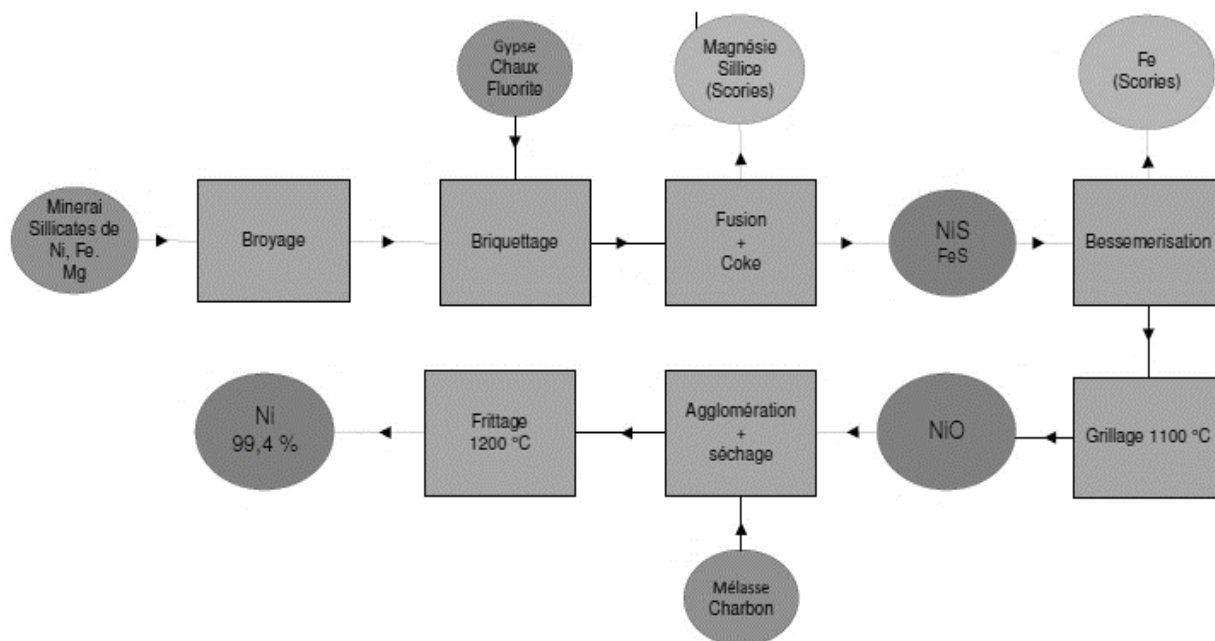 Gypse
Chaux
Fluorite
Magnésie
Sillice
(Scories)
Fe
(Scories)
Minerai
Sillicates de
Ni, Fe.
Mg
Broyage
Briquettage
Fusion
+
Coke
NiS
FeS
Bessemerisation
Ni
99,4 %
Frittage
1200 °C
Agglomération
+
séchage
NiO
Grillage 1100 °C
Mélasse
Charbon